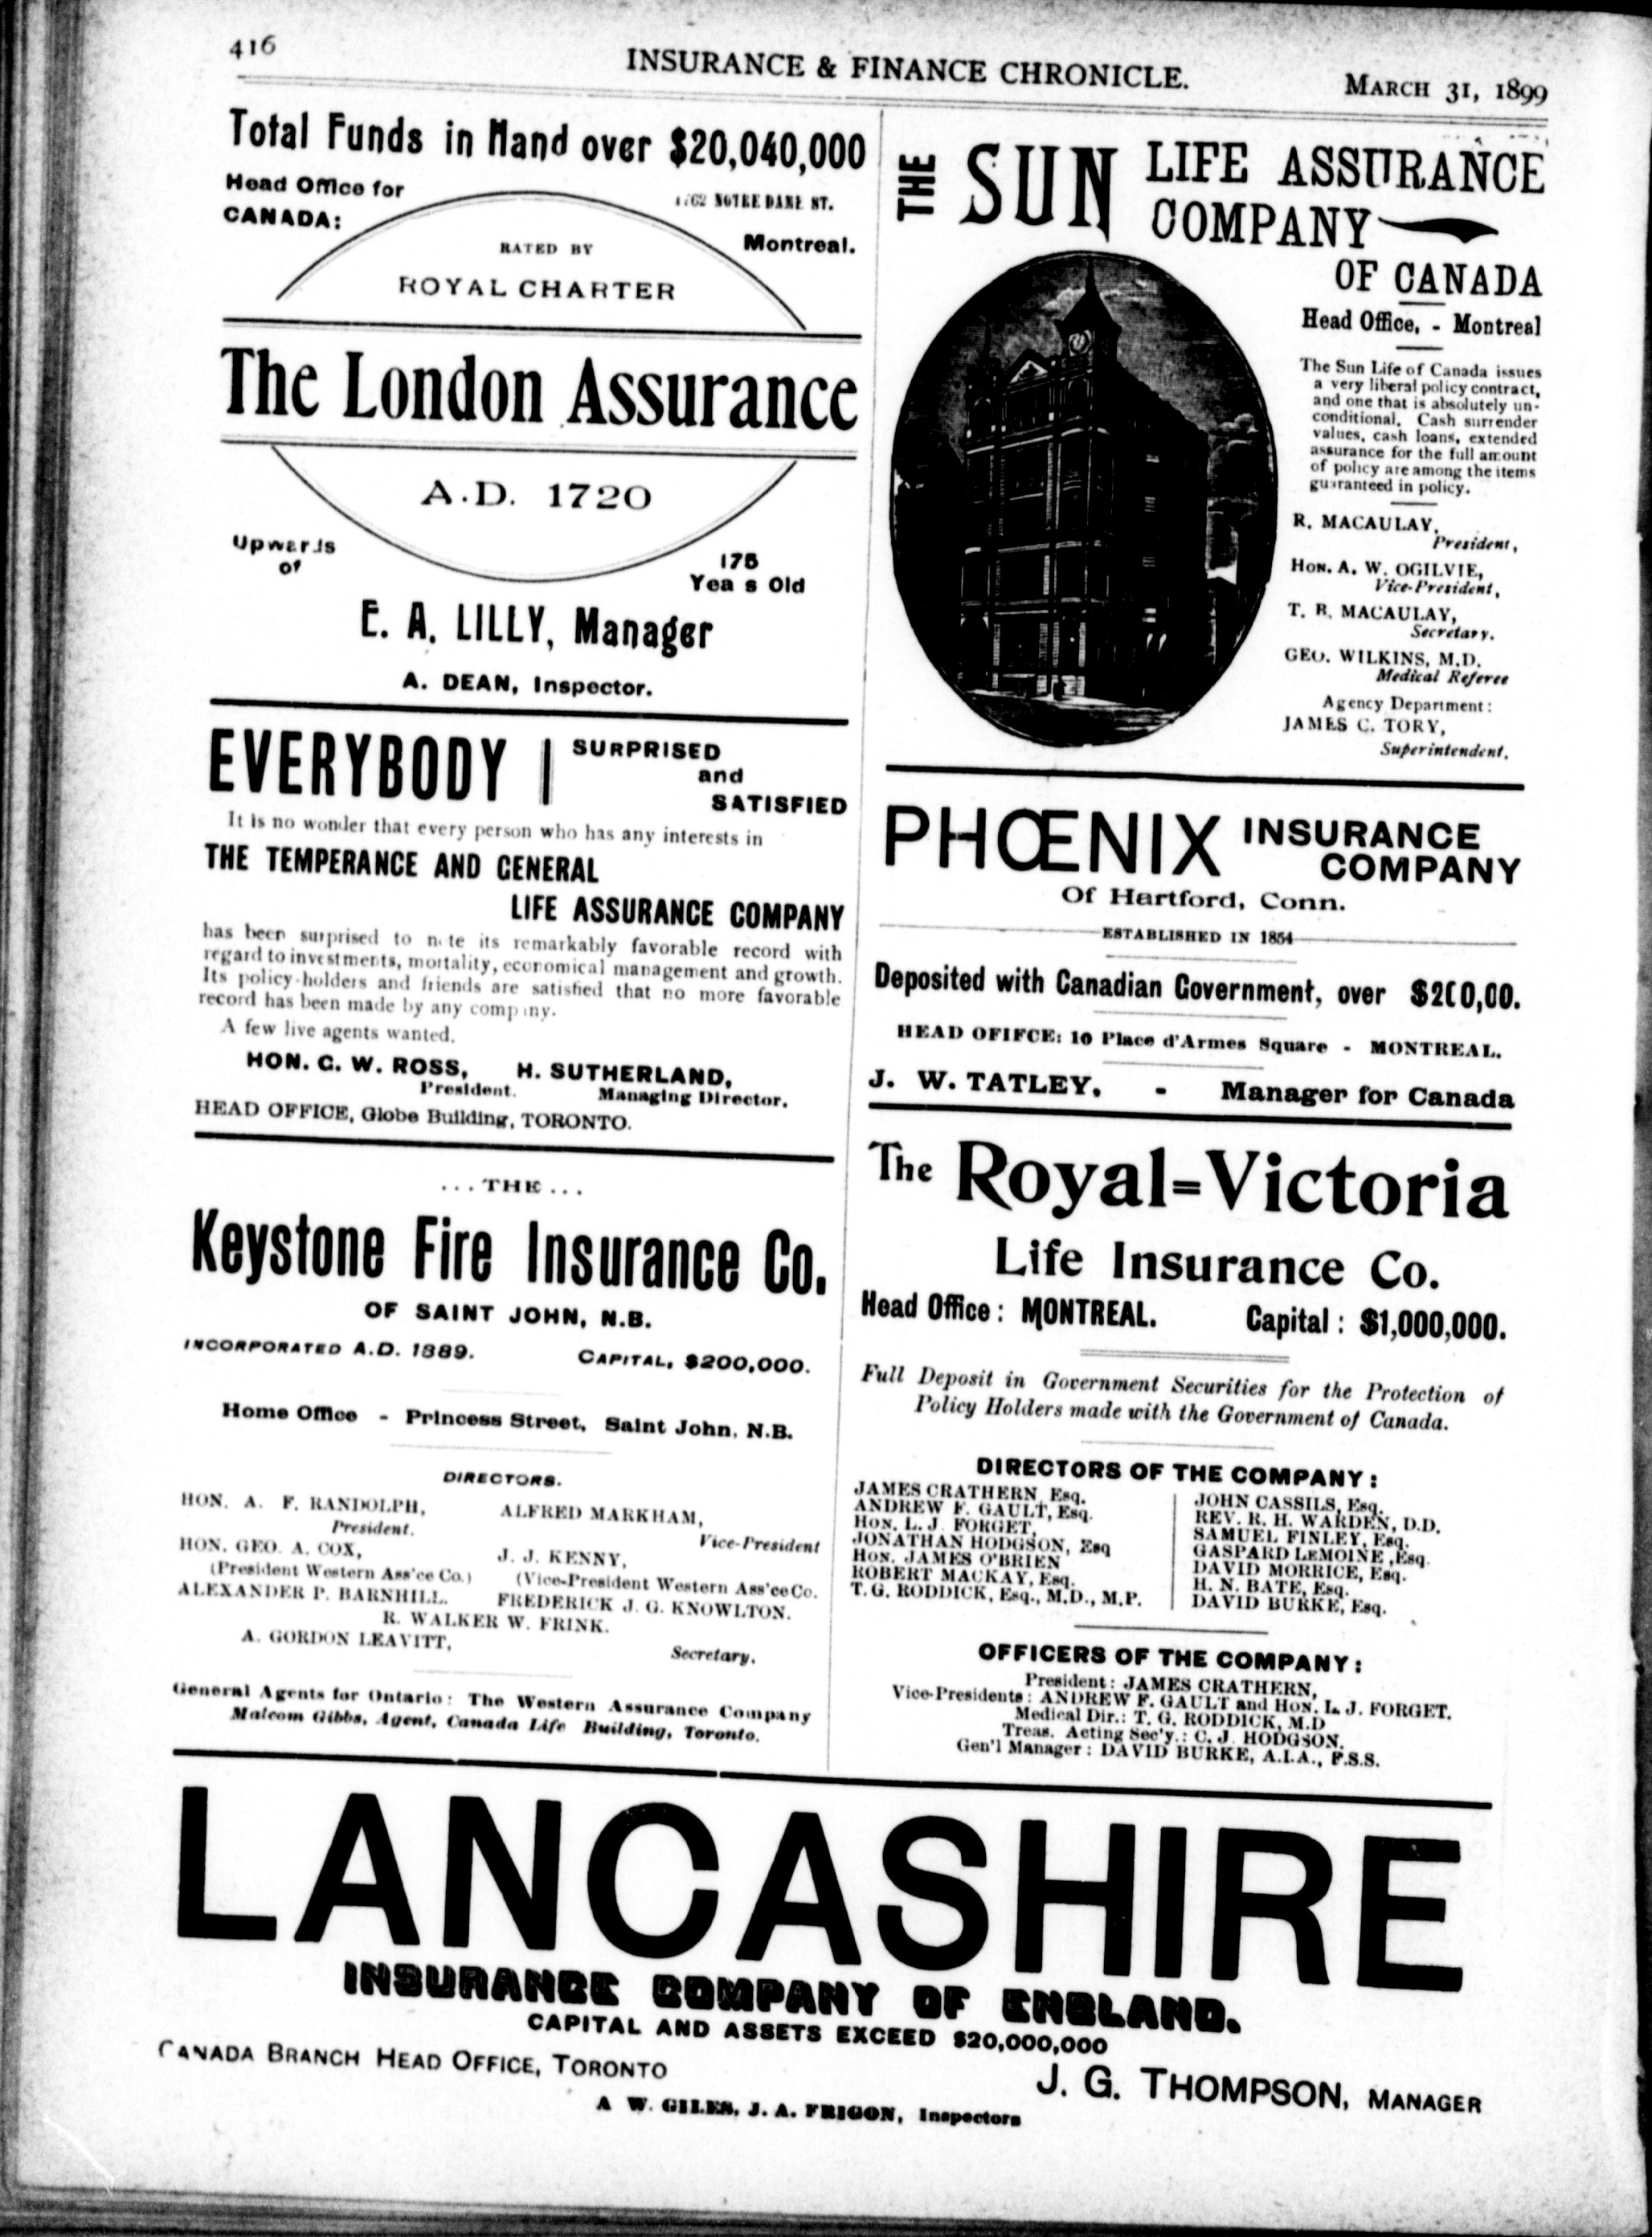 416
INSURANCE & FINANCE CHRONICLE.
MARCH 31, 1899
Total Funds in Hand over $20,040,000
Head Office for
CANADA:
NOTRE DAME ST.
Montreal.
RATED BY
ROYAL CHARTER
The London Assurance
A.D. 1720
Upwards
of
175
Yea s Old
E. A. LILLY, Manager
A. DEAN, Inspector.
EVERYBODY
SURPRISED
and
SATISFIED
It is no wonder that every person who has any interests in
THE TEMPERANCE AND GENERAL
LIFE ASSURANCE COMPANY
has been surprised to note its remarkably favorable record with
regard to investments, mortality, economical management and growth.
Its policy-holders and friends are satisfied that no more favorable
record has been made by any company.
A few live agents wanted.
HON. G. W. ROSS,
President.
H. SUTHERLAND,
Managing Director.
HEAD OFFICE, Globe Building, TORONTO.
...THE...
Keystone Fire Insurance Co.
OF SAINT JOHN, N.B.
INCORPORATED A.D. 1889.
CAPITAL, $200,000.
Home Office - Princess Street, Saint John, N.B.
DIRECTORS.
HON. A. F. RANDOLPH,
President.
ALFRED MARKHAM,
Vice-President
HON. GEO. A. COX,
(President Western Ass'ce Co.)
J. J. KENNY,
(Vice-President Western Ass'ce Co.
ALEXANDER P. BARNHILL.
FREDERICK J. G. KNOWLTON.
R. WALKER W. FRINK.
A. GORDON LEAVITT,
Secretary.
General Agents for Ontario: The Western Assurance Company
Malcom Gibbs, Agent, Canada Life Building, Toronto.
THE SUN LIFE ASSURANCE
COMPANY
OF CANADA
Head Office, - Montreal
The Sun Life of Canada issues
a very liberal policy contract,
and one that is absolutely un-
conditional. Cash surrender
values, cash loans, extended
assurance for the full amount
of policy are among the items
guaranteed in policy.
R. MACAULAY,
President,
HON. A. W. OGILVIE,
Vice-President,
T. B. MACAULAY,
Secretary.
GEO. WILKINS, M.D.
Medical Referee
Agency Department:
JAMES C. TORY,
Superintendent.
PHŒNIX INSURANCE
COMPANY
Of Hartford, Conn.
ESTABLISHED IN 1854
Deposited with Canadian Government, over $200,00.
HEAD OFIFCE: 10 Place d'Armes Square - MONTREAL.
J. W. TATLEY. - Manager for Canada
The Royal=Victoria
Life Insurance Co.
Head Office: MONTREAL. Capital: $1,000,000.
Full Deposit in Government Securities for the Protection of
Policy Holders made with the Government of Canada.
DIRECTORS OF THE COMPANY:
JAMES CRATHERN Esq.
ANDREW F. GAULT, Esq.
HON. L. J FORGET,
JONATHAN HODGSON, Esq
HON. JAMES O'BRIEN
ROBERT MACKAY, Esq.
T. G. RODDICK, Esq., M.D., M.P.
JOHN CASSILS, Esq.
REV. R. H. WARDEN, D.D.
SAMUEL FINLEY, Esq.
GASPARD LEMOINE, Esq.
DAVID MORRICE, Esq.
H. N. BATE, Esq.
DAVID BURKE, Esq.
OFFICERS OF THE COMPANY:
President: JAMES CRATHERN,
Vice-Presidents: ANDREW F. GAULT and HON. L. J. FORGET.
Medical Dir.: T. G. RODDICK, M.D
Treas. Acting Sec'y.: C. J HODGSON.
Gen'l Manager: DAVID BURKE, A.I.A., F.S.S.
LANCASHIRE
INSURANCE COMPANY OF ENGLAND.
CAPITAL AND ASSETS EXCEED $20,000,000
CANADA BRANCH HEAD OFFICE, TORONTO
J. G. THOMPSON, MANAGER
A W. GILES, J. A. FRIGON, Inspectors